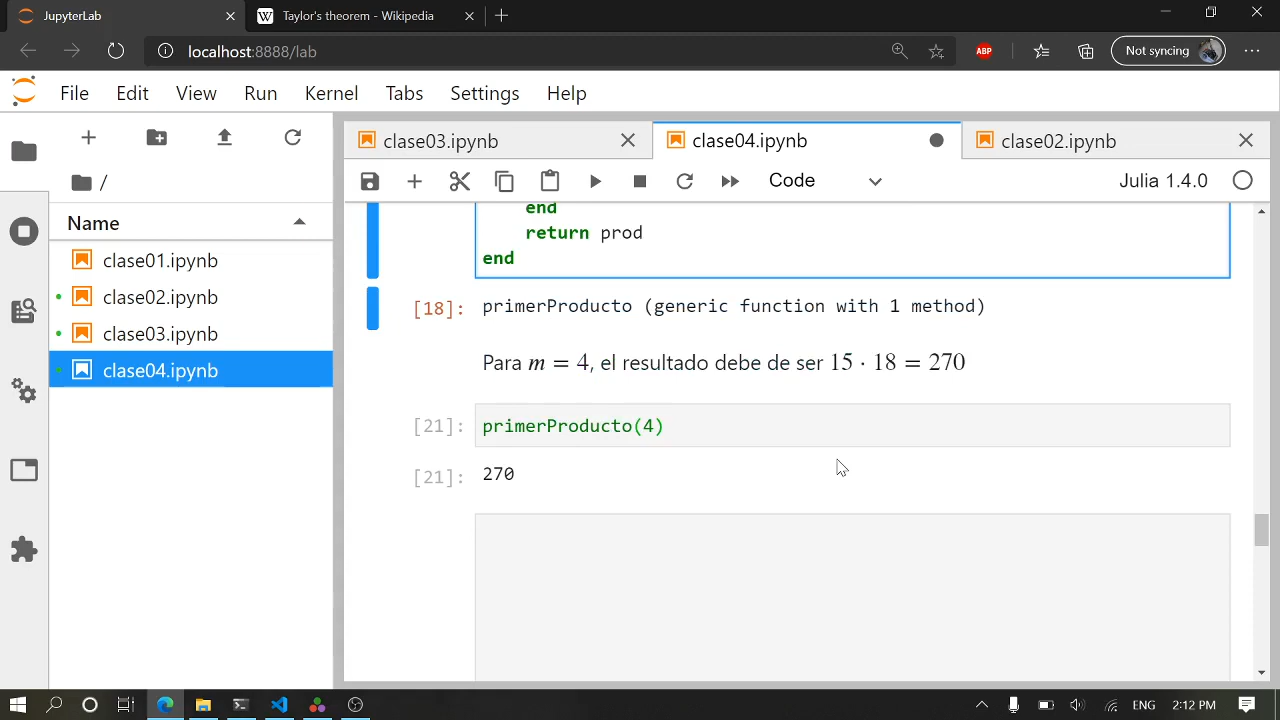 JupyterLab
Taylor's theorem - Wikipedia
localhost:8888/lab
ABP
Not syncing
File Edit View Run Kernel Tabs Settings Help
clase03.ipynb
clase04.ipynb
clase02.ipynb
/
Code
Julia 1.4.0
Name
clase01.ipynb
clase02.ipynb
clase03.ipynb
clase04.ipynb
end
return prod
end
[18]: primerProducto (generic function with 1 method)
Para m = 4, el resultado debe de ser 15 · 18 = 270
[21]: primerProducto(4)
[21]: 270
ENG 2:12 PM